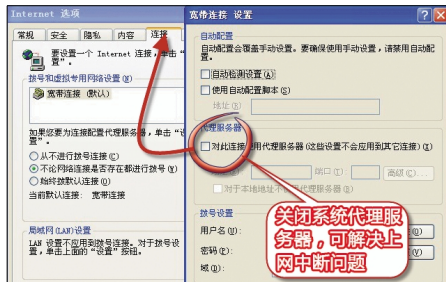 Internet 选项
常规 安全 隐私 内容 连接
要设置一个 Internet 连接，单击“
置”。
拨号和虚拟专用网络设置(N)
宽带连接 (默认)
如果您要为连接配置代理服务器，单击“设
置”。
从不进行拨号连接(C)
不论网络连接是否存在都进行拨号(W)
始终拨默认连接(O)
当前默认连接: 宽带连接
局域网(LAN)设置
LAN 设置不应用到拨号连接。对于拨号设
置，单击上面的“设置”按钮。
宽带连接 设置
自动配置
自动配置会覆盖手动设置。要确保使用手动设置，请禁用自动配
置。
自动检测设置(A)
使用自动配置脚本(S)
地址(R)
代理服务器
对此连接使用代理服务器(这些设置不会应用到其它连接)(X)
端口(T):
高级(C)...
对于本地地址不使用代理服务器(B)
拨号设置
用户名(U):
密码(P):
域(D):
关闭系统代理服
务器，可解决上
网中断问题